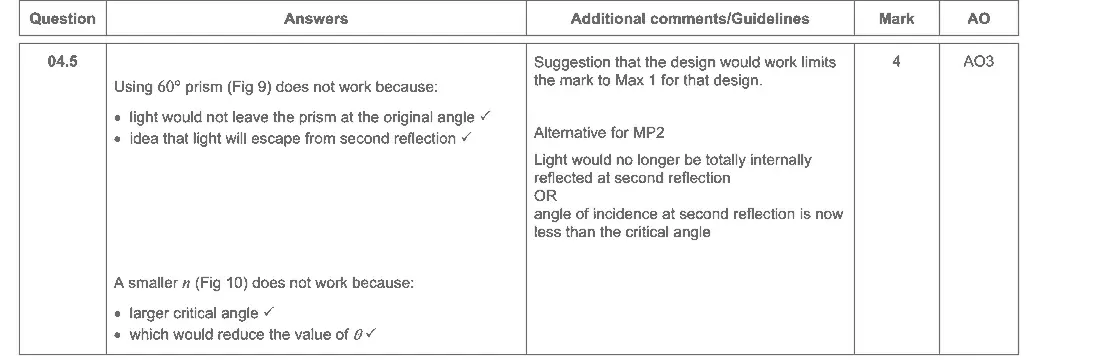 Question Answers Additional comments/Guidelines Mark AO
04.5
Using 60° prism (Fig 9) does not work because:
• light would not leave the prism at the original angle ✓
• idea that light will escape from second reflection ✓
A smaller n (Fig 10) does not work because:
• larger critical angle ✓
• which would reduce the value of θ ✓
Suggestion that the design would work limits
the mark to Max 1 for that design.
Alternative for MP2
Light would no longer be totally internally
reflected at second reflection
OR
angle of incidence at second reflection is now
less than the critical angle
4
AO3